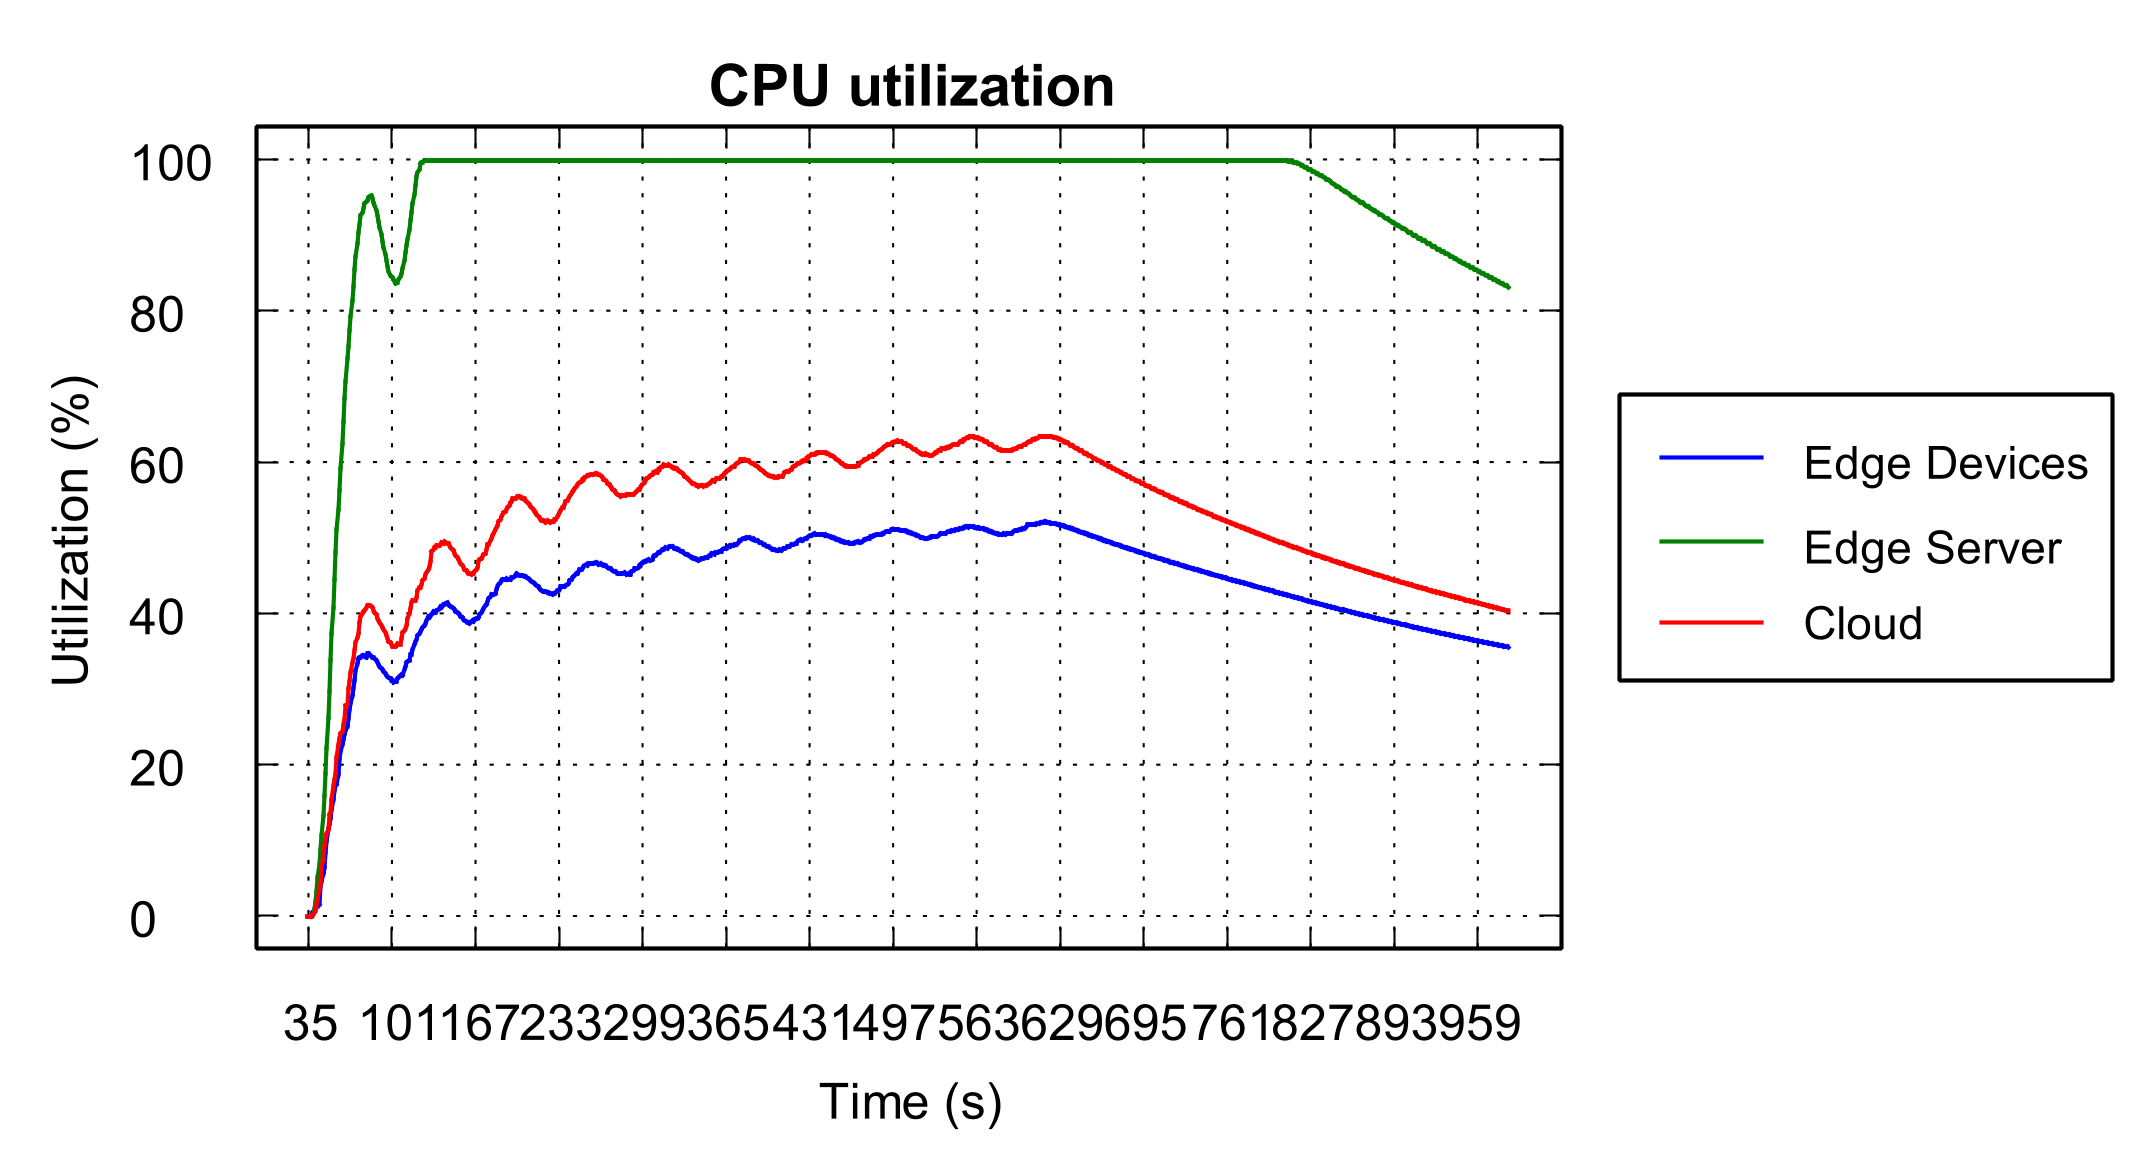 CPU utilization
100
80
60
40
20
0
Utilization (%)
35 101 167 233 299 365 431 497 563 629 695 761 827 893 959
Time (s)
Edge Devices
Edge Server
Cloud